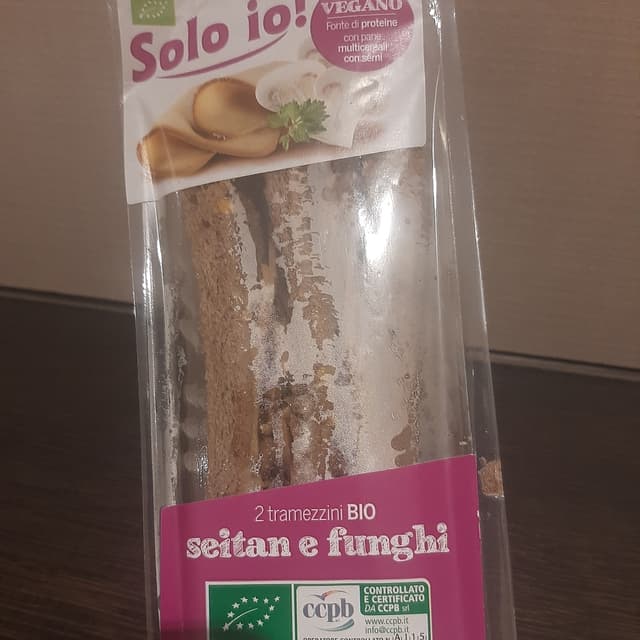 Solo io!
VEGANO
Fonte di proteine
con pane
multicereali
con semi
2 tramezzini BIO
seitan e funghi
ccpb
CONTROLLATO
E CERTIFICATO
DA CCPB srl
www.ccpb.it
info@ccpb.it